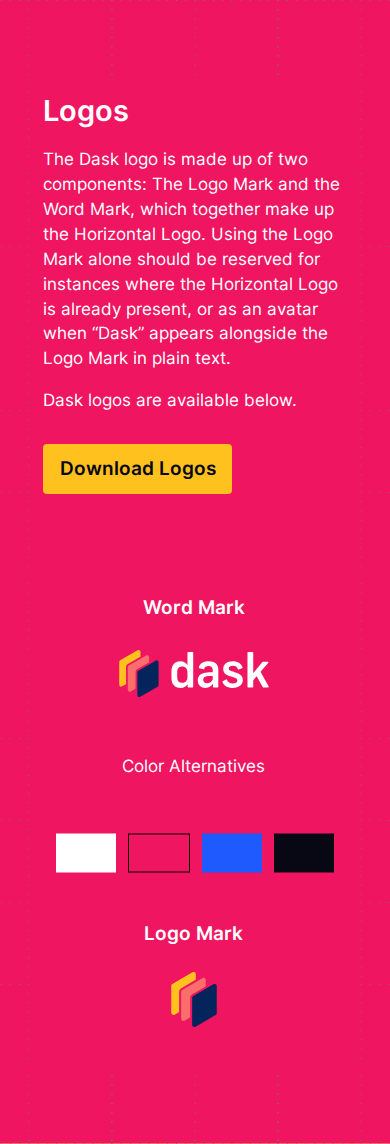 Logos
The Dask logo is made up of two
components: The Logo Mark and the
Word Mark, which together make up
the Horizontal Logo. Using the Logo
Mark alone should be reserved for
instances where the Horizontal Logo
is already present, or as an avatar
when “Dask” appears alongside the
Logo Mark in plain text.
Dask logos are available below.
Download Logos
Word Mark
dask
Color Alternatives
Logo Mark